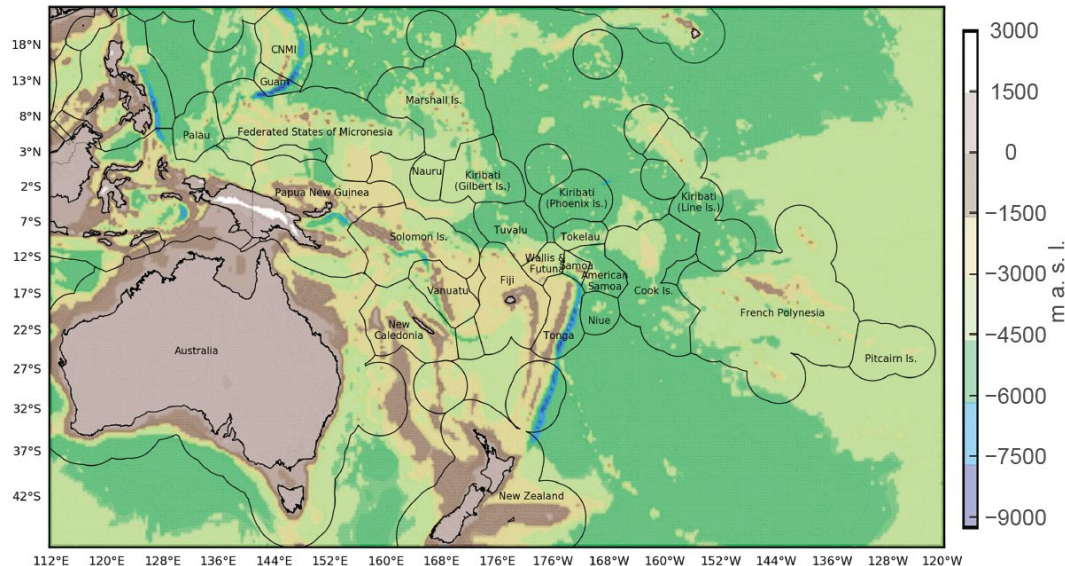 CNMI
Guam
Marshall Is.
Palau
Federated States of Micronesia
Nauru
Kiribati
(Gilbert Is.)
Papua New Guinea
Kiribati
(Phoenix Is.)
Kiribati
(Line Is.)
Solomon Is.
Tuvalu
Tokelau
Wallis &
Futuna
Samoa
American
Samoa
Fiji
Vanuatu
Cook Is.
French Polynesia
New
Caledonia
Tonga
Niue
Australia
Pitcairn Is.
New Zealand
18°N
13°N
8°N
3°N
2°S
7°S
12°S
17°S
22°S
27°S
32°S
37°S
42°S
112°E 120°E 128°E 136°E 144°E 152°E 160°E 168°E 176°E 176°W 168°W 160°W 152°W 144°W 136°W 128°W 120°W
3000
1500
0
−1500
−3000
−4500
−6000
−7500
−9000
m a. s. l.